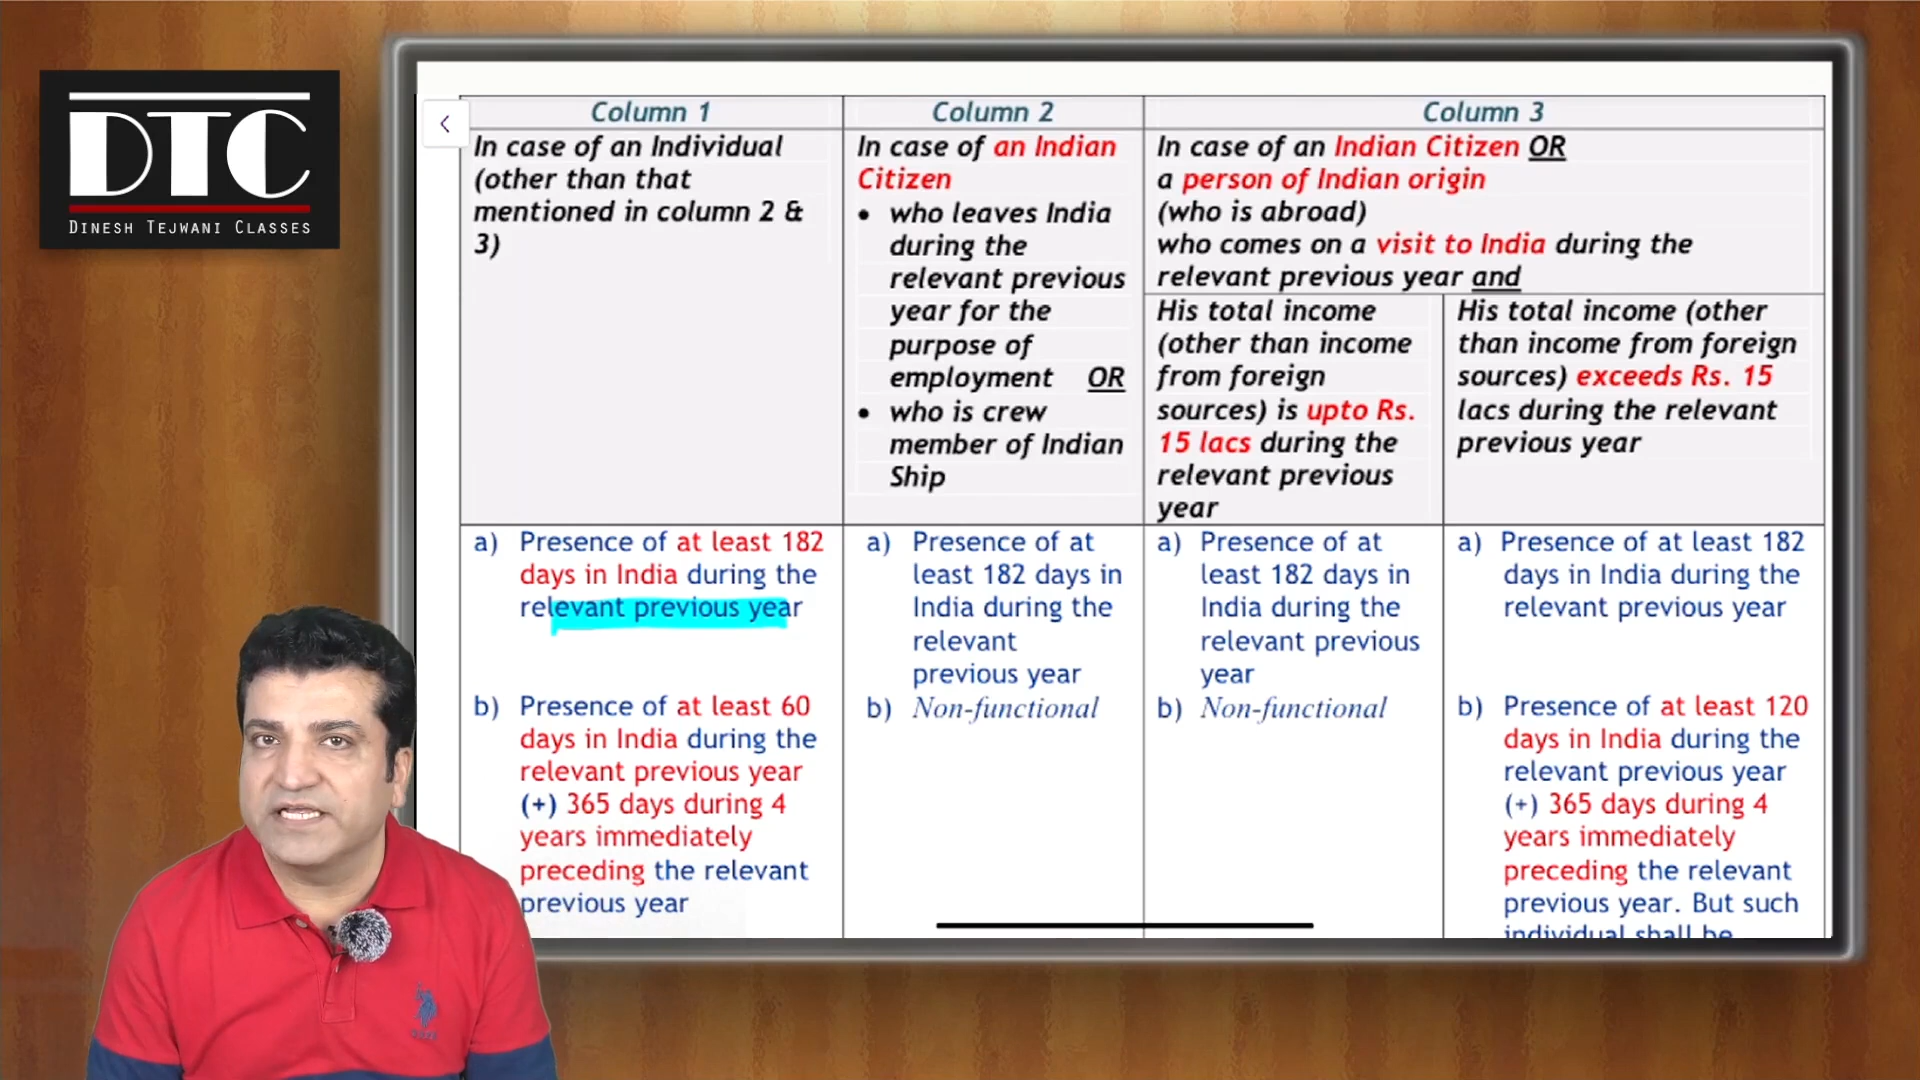 DTC
DINESH TEJWANI CLASSES
Column 1
In case of an Individual
(other than that
mentioned in column 2 &
3)
Column 2
In case of an Indian
Citizen
• who leaves India
during the
relevant previous
year for the
purpose of
employment OR
• who is crew
member of Indian
Ship
Column 3
In case of an Indian Citizen OR
a person of Indian origin
(who is abroad)
who comes on a visit to India during the
relevant previous year and
His total income
(other than income
from foreign
sources) is upto Rs.
15 lacs during the
relevant previous
year
His total income (other
than income from foreign
sources) exceeds Rs. 15
lacs during the relevant
previous year
a) Presence of at least 182
days in India during the
relevant previous year
b) Presence of at least 60
days in India during the
relevant previous year
(+) 365 days during 4
years immediately
preceding the relevant
previous year
a) Presence of at
least 182 days in
India during the
relevant
previous year
b) Non-functional
a) Presence of at
least 182 days in
India during the
relevant previous
year
b) Non-functional
a) Presence of at least 182
days in India during the
relevant previous year
b) Presence of at least 120
days in India during the
relevant previous year
(+) 365 days during 4
years immediately
preceding the relevant
previous year. But such
individual shall be